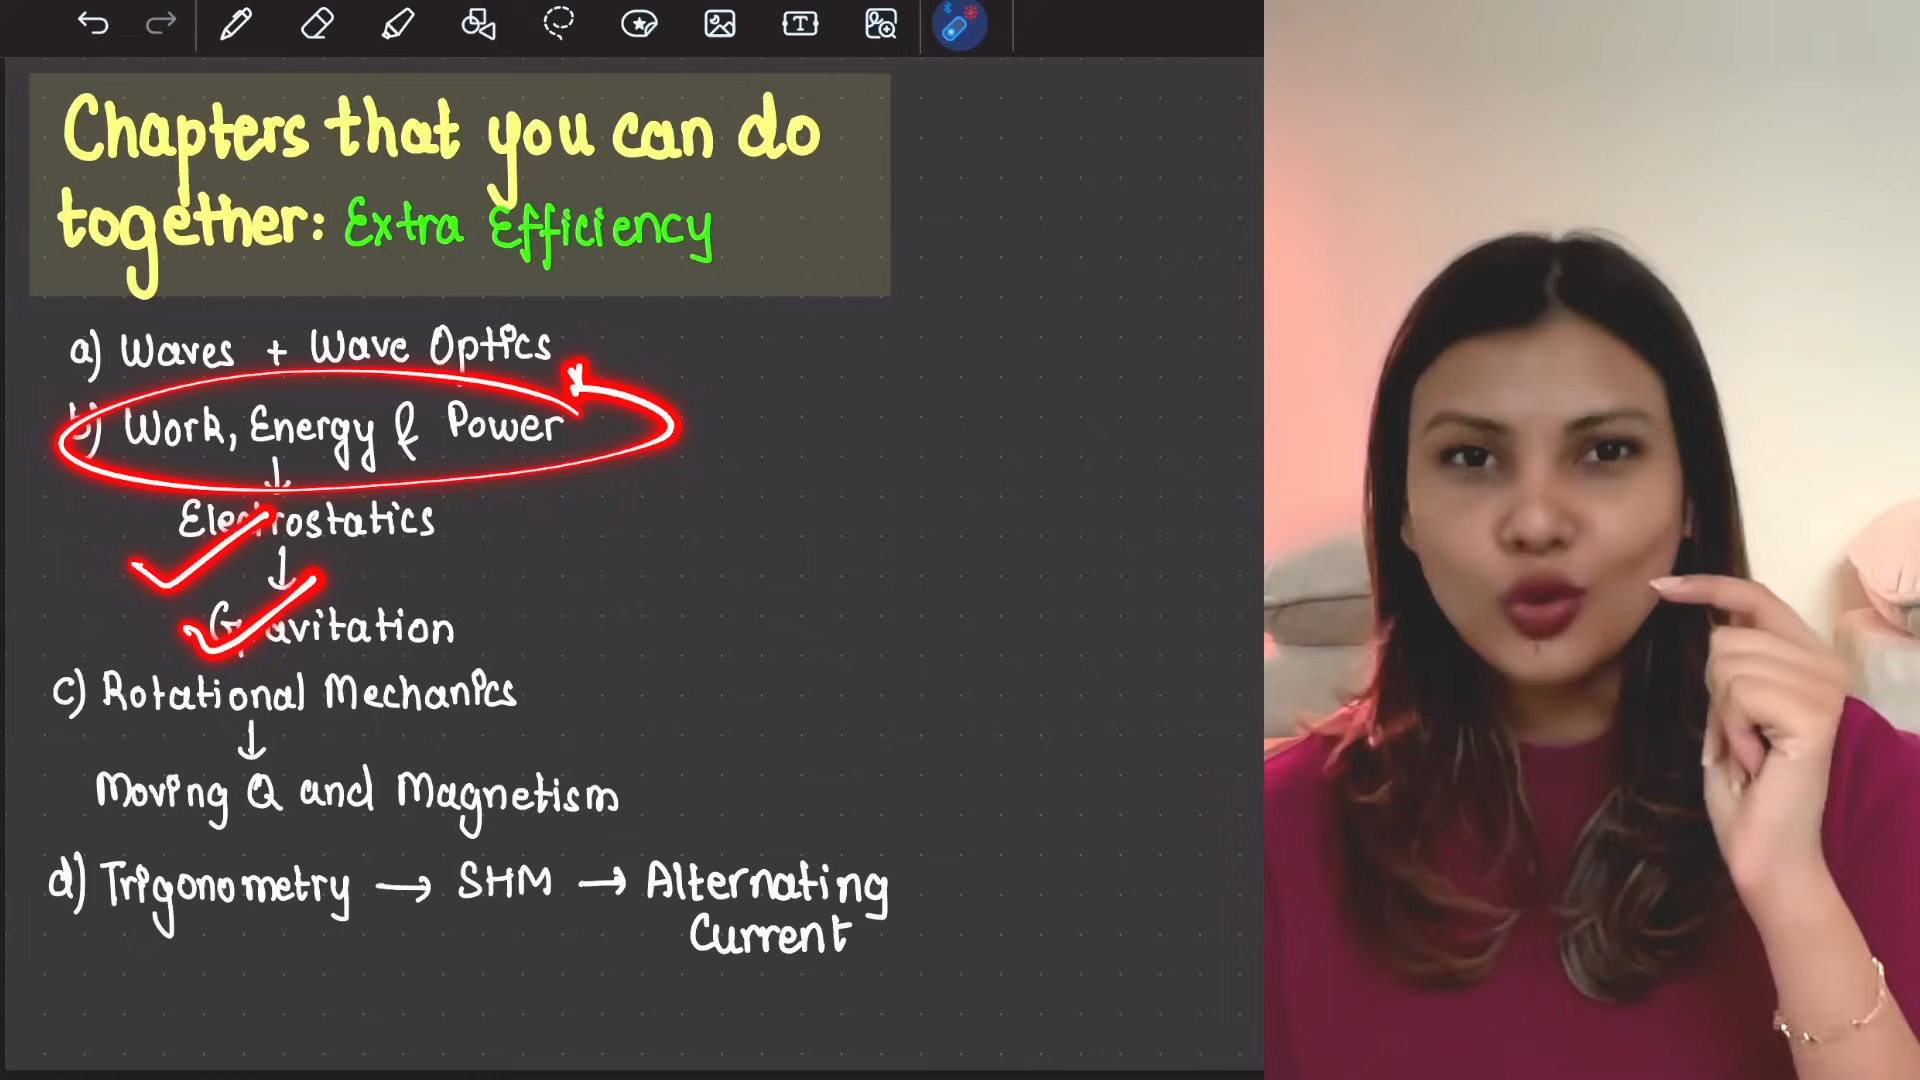 Chapters that you can do
together: Extra Efficiency
a) Waves + Wave Optics
b) Work, Energy & Power
↓
Electrostatics
↓
Gravitation
c) Rotational Mechanics
↓
Moving Q and Magnetism
d) Trigonometry → SHM → Alternating
Current